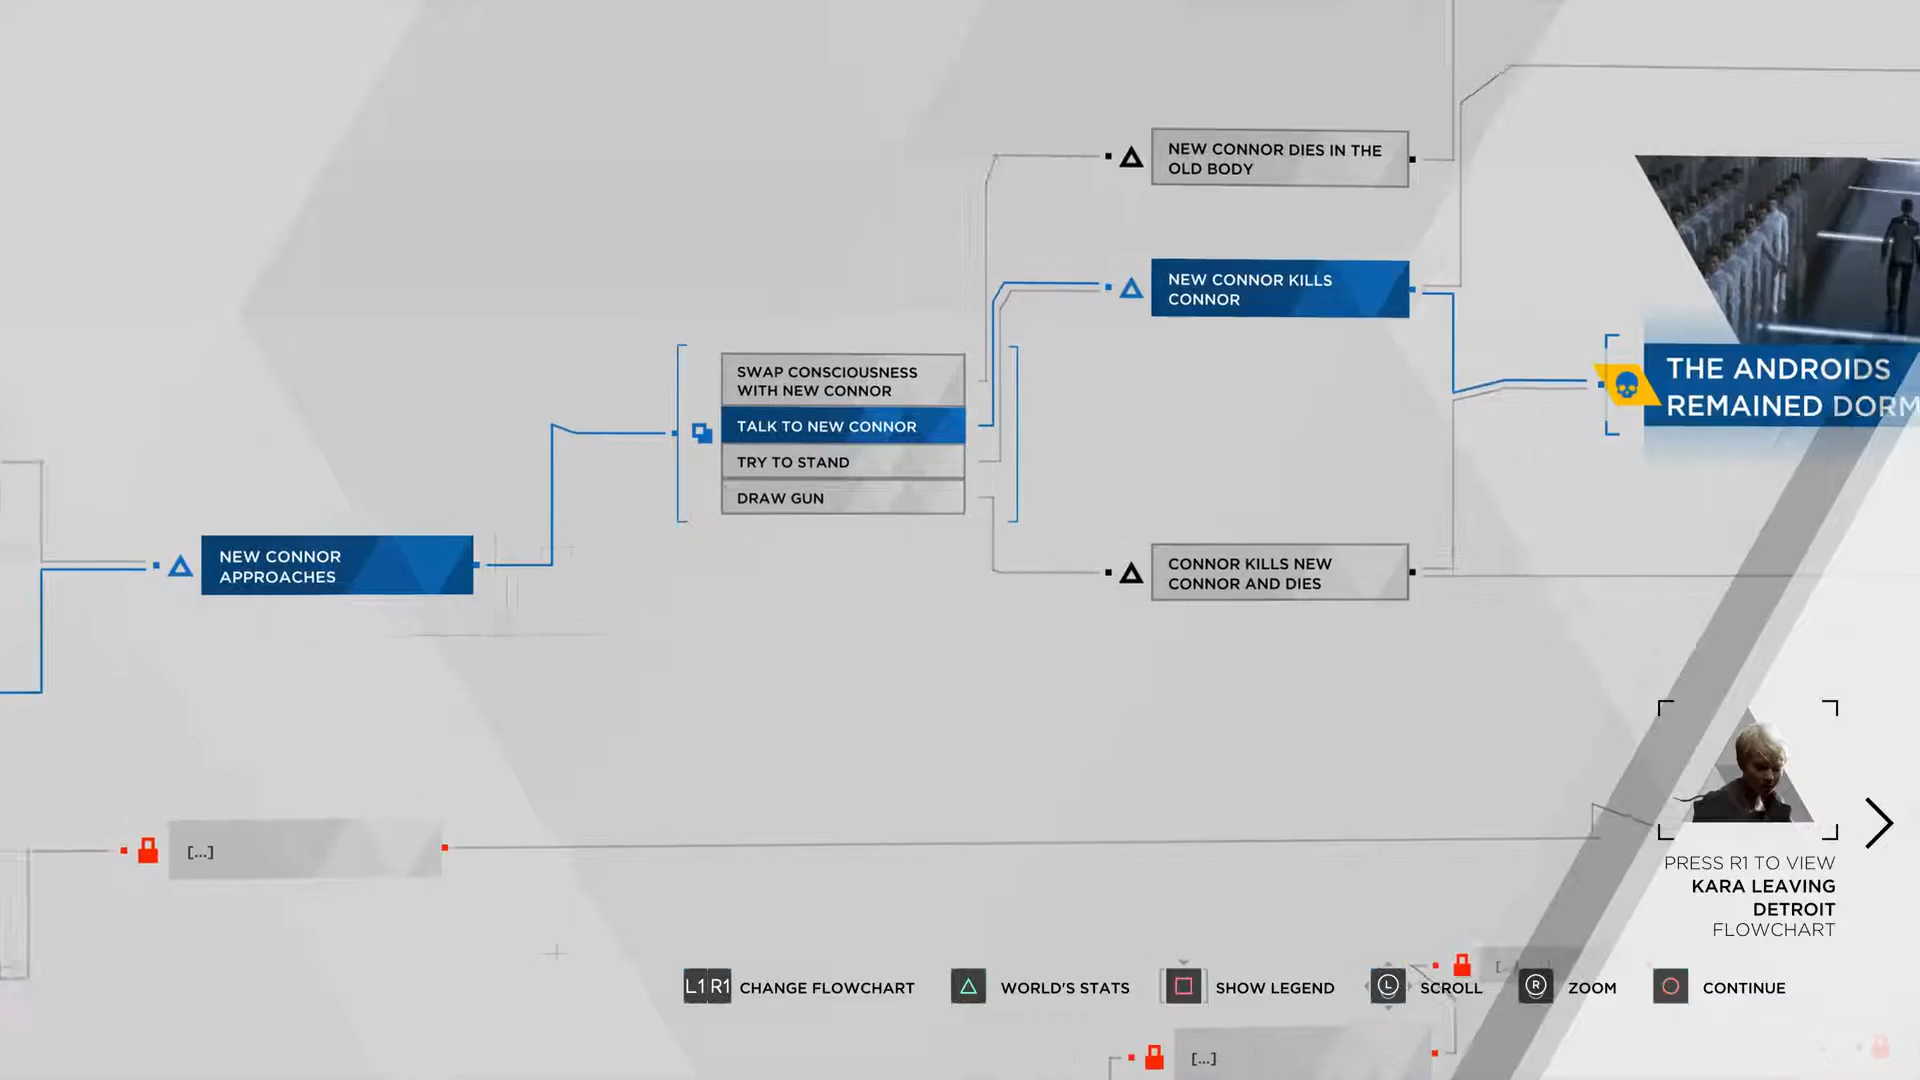 NEW CONNOR DIES IN THE
OLD BODY
NEW CONNOR KILLS
CONNOR
SWAP CONSCIOUSNESS
WITH NEW CONNOR
TALK TO NEW CONNOR
TRY TO STAND
DRAW GUN
THE ANDROIDS
REMAINED DORM
NEW CONNOR
APPROACHES
CONNOR KILLS NEW
CONNOR AND DIES
[...]
PRESS R1 TO VIEW
KARA LEAVING
DETROIT
FLOWCHART
L1 R1 CHANGE FLOWCHART
WORLD'S STATS
SHOW LEGEND
L SCROLL
R ZOOM
CONTINUE
[...]